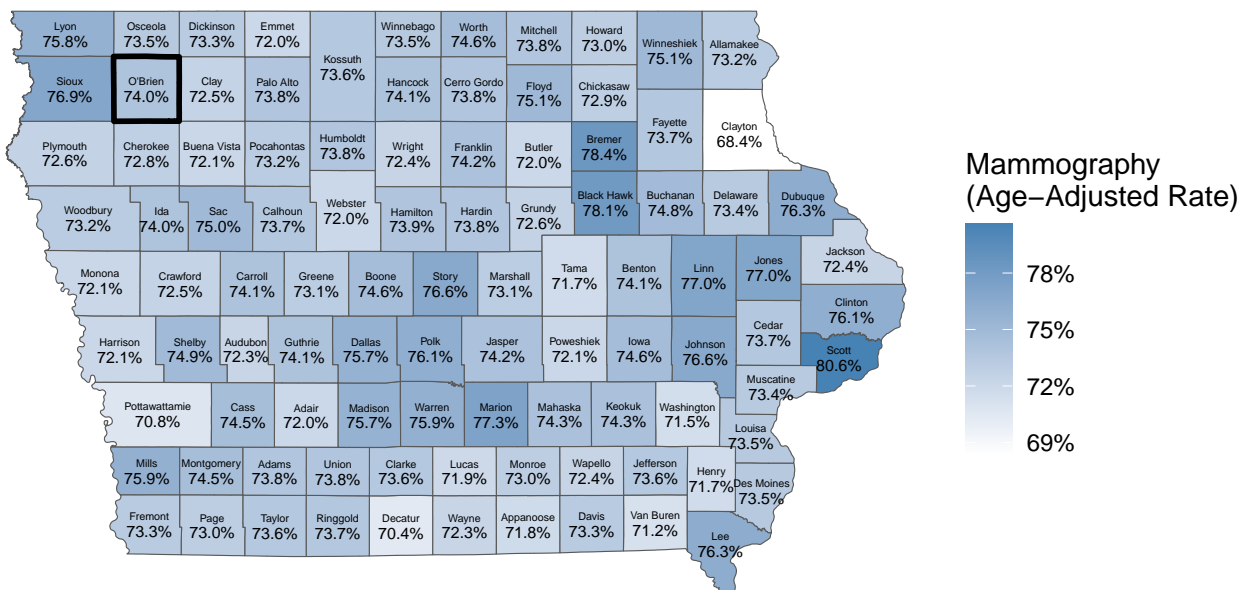 Lyon
75.8%
Osceola
73.5%
Dickinson
73.3%
Emmet
72.0%
Kossuth
73.6%
Winnebago
73.5%
Worth
74.6%
Mitchell
73.8%
Howard
73.0%
Winneshiek
75.1%
Allamakee
73.2%
Sioux
76.9%
O'Brien
74.0%
Clay
72.5%
Palo Alto
73.8%
Hancock
74.1%
Cerro Gordo
73.8%
Floyd
75.1%
Chickasaw
72.9%
Fayette
73.7%
Clayton
68.4%
Plymouth
72.6%
Cherokee
72.8%
Buena Vista
72.1%
Pocahontas
73.2%
Humboldt
73.8%
Wright
72.4%
Franklin
74.2%
Butler
72.0%
Bremer
78.4%
Woodbury
73.2%
Ida
74.0%
Sac
75.0%
Calhoun
73.7%
Webster
72.0%
Hamilton
73.9%
Hardin
73.8%
Grundy
72.6%
Black Hawk
78.1%
Buchanan
74.8%
Delaware
73.4%
Dubuque
76.3%
Monona
72.1%
Crawford
72.5%
Carroll
74.1%
Greene
73.1%
Boone
74.6%
Story
76.6%
Marshall
73.1%
Tama
71.7%
Benton
74.1%
Linn
77.0%
Jones
77.0%
Jackson
72.4%
Clinton
76.1%
Harrison
72.1%
Shelby
74.9%
Audubon
72.3%
Guthrie
74.1%
Dallas
75.7%
Polk
76.1%
Jasper
74.2%
Poweshiek
72.1%
Iowa
74.6%
Johnson
76.6%
Cedar
73.7%
Scott
80.6%
Muscatine
73.4%
Pottawattamie
70.8%
Cass
74.5%
Adair
72.0%
Madison
75.7%
Warren
75.9%
Marion
77.3%
Mahaska
74.3%
Keokuk
74.3%
Washington
71.5%
Louisa
73.5%
Mills
75.9%
Montgomery
74.5%
Adams
73.8%
Union
73.8%
Clarke
73.6%
Lucas
71.9%
Monroe
73.0%
Wapello
72.4%
Jefferson
73.6%
Henry
71.7%
Des Moines
73.5%
Fremont
73.3%
Page
73.0%
Taylor
73.6%
Ringgold
73.7%
Decatur
70.4%
Wayne
72.3%
Appanoose
71.8%
Davis
73.3%
Van Buren
71.2%
Lee
76.3%
Mammography
(Age−Adjusted Rate)
78%
75%
72%
69%